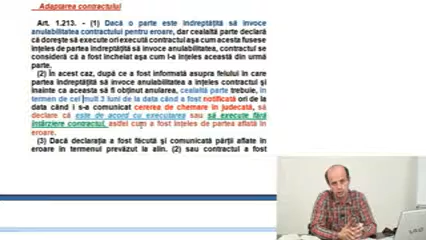 Adaptarea contractului
Art. 1.213. - (1) Dacă o parte este îndreptăţită să invoce
anulabilitatea contractului pentru eroare, dar cealaltă parte declară
că doreşte să execute ori execută contractul aşa cum acesta fusese
înţeles de partea îndreptăţită să invoce anulabilitatea, contractul se
consideră că a fost încheiat aşa cum l-a înţeles aceasta din urmă
parte.
(2) În acest caz, după ce a fost informată asupra felului în care
partea îndreptăţită să invoce anulabilitatea a înţeles contractul şi
înainte ca aceasta să fi obţinut anularea, cealaltă parte trebuie, în
termen de cel mult 3 luni de la data când a fost notificată ori de la
data când i s-a comunicat cererea de chemare în judecată, să
declare că este de acord cu executarea sau să execute fără
întârziere contractul, astfel cum a fost înţeles de partea aflată în
eroare.
(3) Dacă declaraţia a fost făcută şi comunicată părţii aflate în
eroare în termenul prevăzut la alin. (2) sau contractul a fost